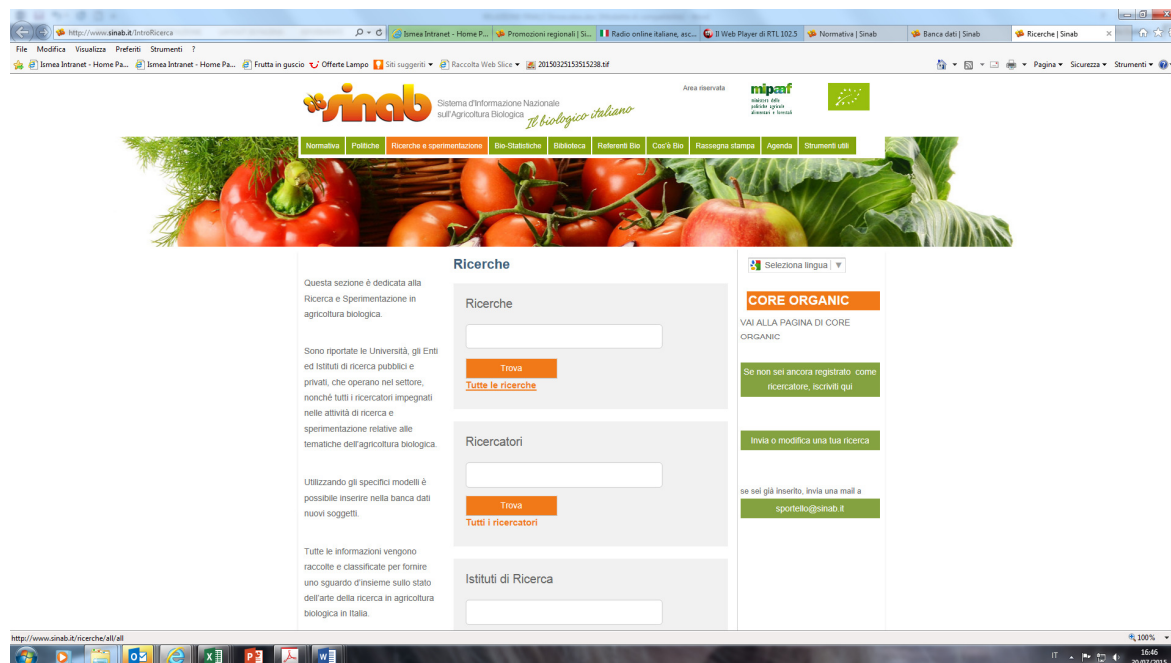 http://www.sinab.it/IntroRicerca
Ismea Intranet - Home P...
Promozioni regionali | Si...
Radio online italiane, asc...
Il Web Player di RTL 102.5
Normativa | Sinab
Banca dati | Sinab
Ricerche | Sinab
File Modifica Visualizza Preferiti Strumenti ?
Ismea Intranet - Home Pa...
Ismea Intranet - Home Pa...
Frutta in guscio
Offerte Lampo
Siti suggeriti
Raccolta Web Slice
20150325153515238.tif
Pagina Sicurezza Strumenti
sinab
Sistema d'Informazione Nazionale
sull'Agricoltura Biologica
Il biologico italiano
Area riservata
mipaaf
ministero delle
politiche agricole
alimentari e forestali
Normativa
Politiche
Ricerche e sperimentazione
Bio-Statistiche
Biblioteca
Referenti Bio
Cos'è Bio
Rassegna stampa
Agenda
Strumenti utili
Questa sezione è dedicata alla
Ricerca e Sperimentazione in
agricoltura biologica.
Sono riportate le Università, gli Enti
ed Istituti di ricerca pubblici e
privati, che operano nel settore,
nonché tutti i ricercatori impegnati
nelle attività di ricerca e
sperimentazione relative alle
tematiche dell'agricoltura biologica.
Utilizzando gli specifici modelli è
possibile inserire nella banca dati
nuovi soggetti.
Tutte le informazioni vengono
raccolte e classificate per fornire
uno sguardo d'insieme sullo stato
dell'arte della ricerca in agricoltura
biologica in Italia.
Ricerche
Ricerche
Trova
Tutte le ricerche
Ricercatori
Trova
Tutti i ricercatori
Istituti di Ricerca
Seleziona lingua
CORE ORGANIC
VAI ALLA PAGINA DI CORE
ORGANIC
Se non sei ancora registrato come
ricercatore, iscriviti qui
Invia o modifica una tua ricerca
se sei già inserito, invia una mail a
sportello@sinab.it
http://www.sinab.it/ricerche/all/all
100%
IT
16:46
20/07/2015